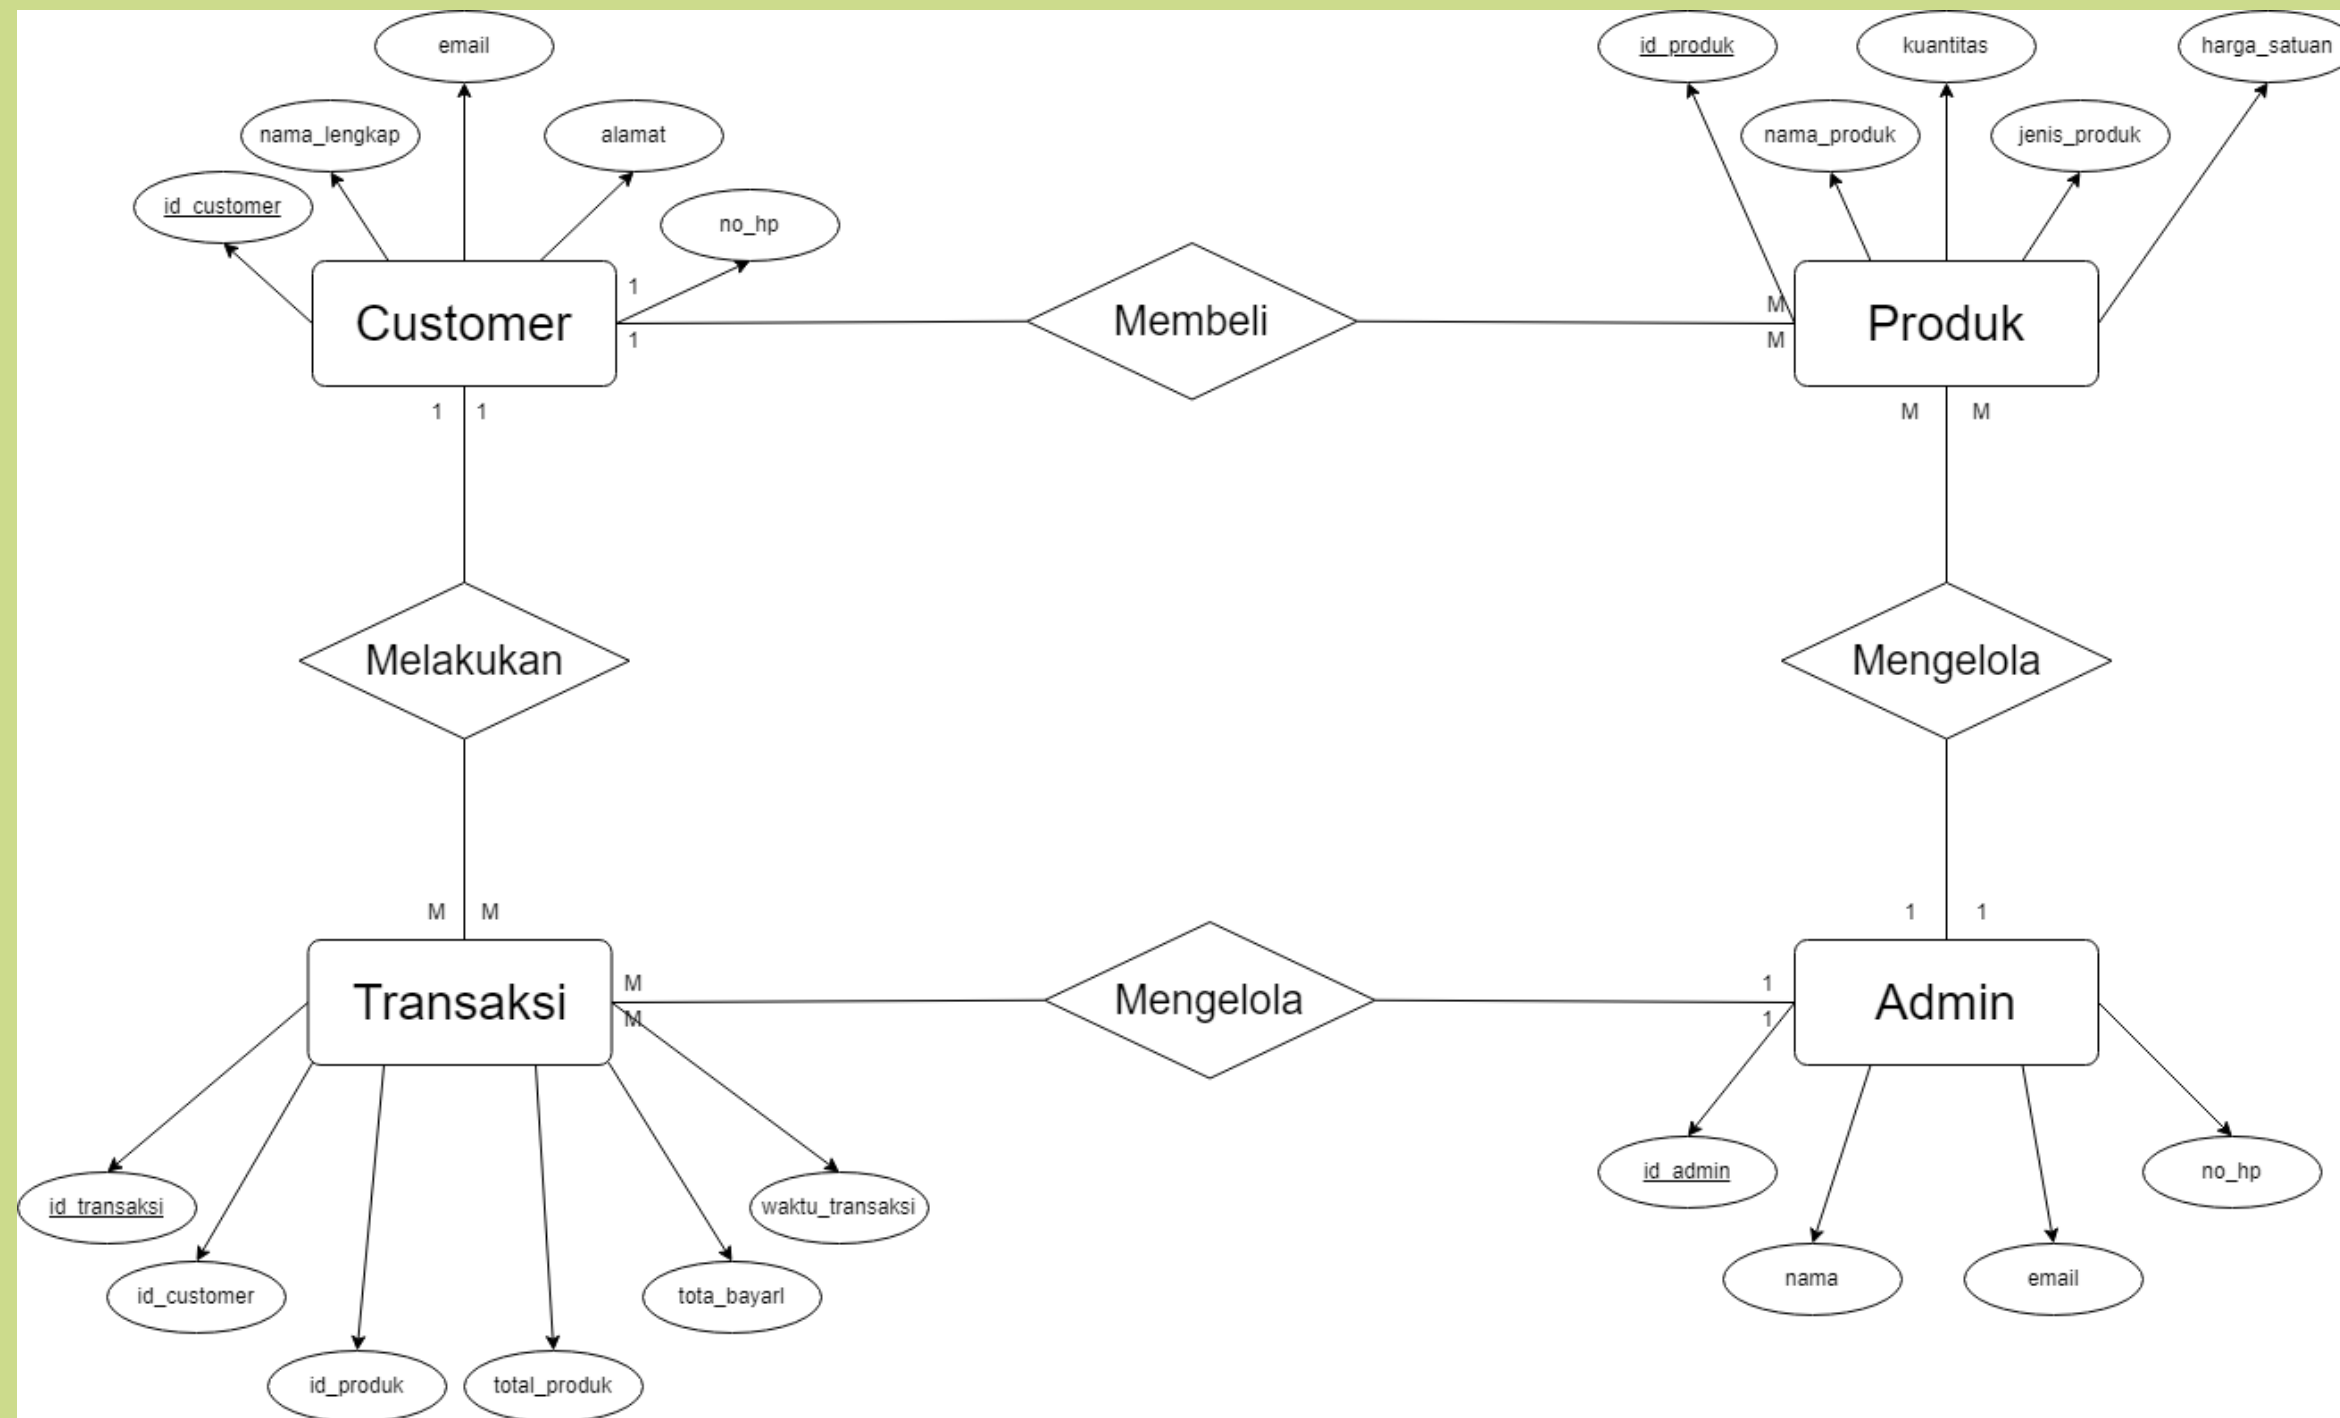 email
id_produk
kuantitas
harga_satuan
nama_lengkap
alamat
nama_produk
jenis_produk
id_customer
no_hp
1
M
Customer
Membeli
Produk
1
M
1 1
M M
Melakukan
Mengelola
M M
1 1
M
1
Transaksi
Mengelola
Admin
M
1
id_transaksi
waktu_transaksi
id_admin
no_hp
id_customer
tota_bayarl
nama
email
id_produk
total_produk